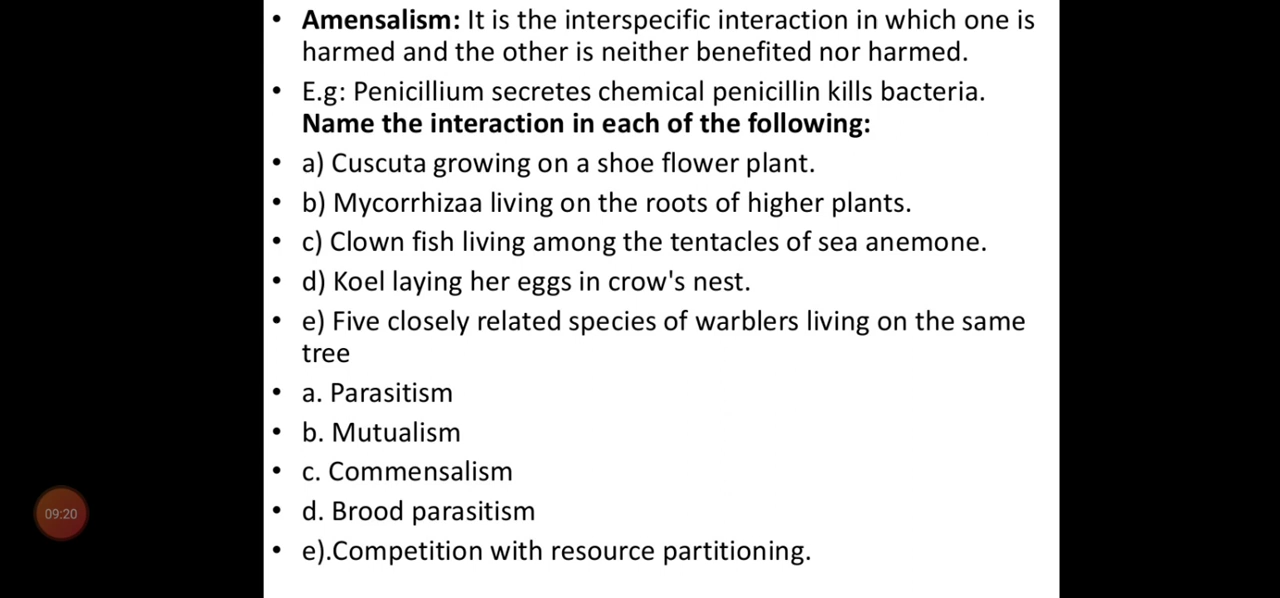 • Amensalism: It is the interspecific interaction in which one is
harmed and the other is neither benefited nor harmed.
• E.g: Penicillium secretes chemical penicillin kills bacteria.
Name the interaction in each of the following:
• a) Cuscuta growing on a shoe flower plant.
• b) Mycorrhizaa living on the roots of higher plants.
• c) Clown fish living among the tentacles of sea anemone.
• d) Koel laying her eggs in crow's nest.
• e) Five closely related species of warblers living on the same
tree
• a. Parasitism
• b. Mutualism
• c. Commensalism
• d. Brood parasitism
• e).Competition with resource partitioning.
09:20